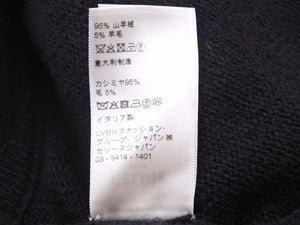 95% 山羊绒
5% 羊毛
意大利制造
カシミヤ95%
毛 5%
イタリア製
LVMHファッション・
グループ・ジャパン㈱
セリーヌジャパン
03 - 5414 - 1401
CELINE